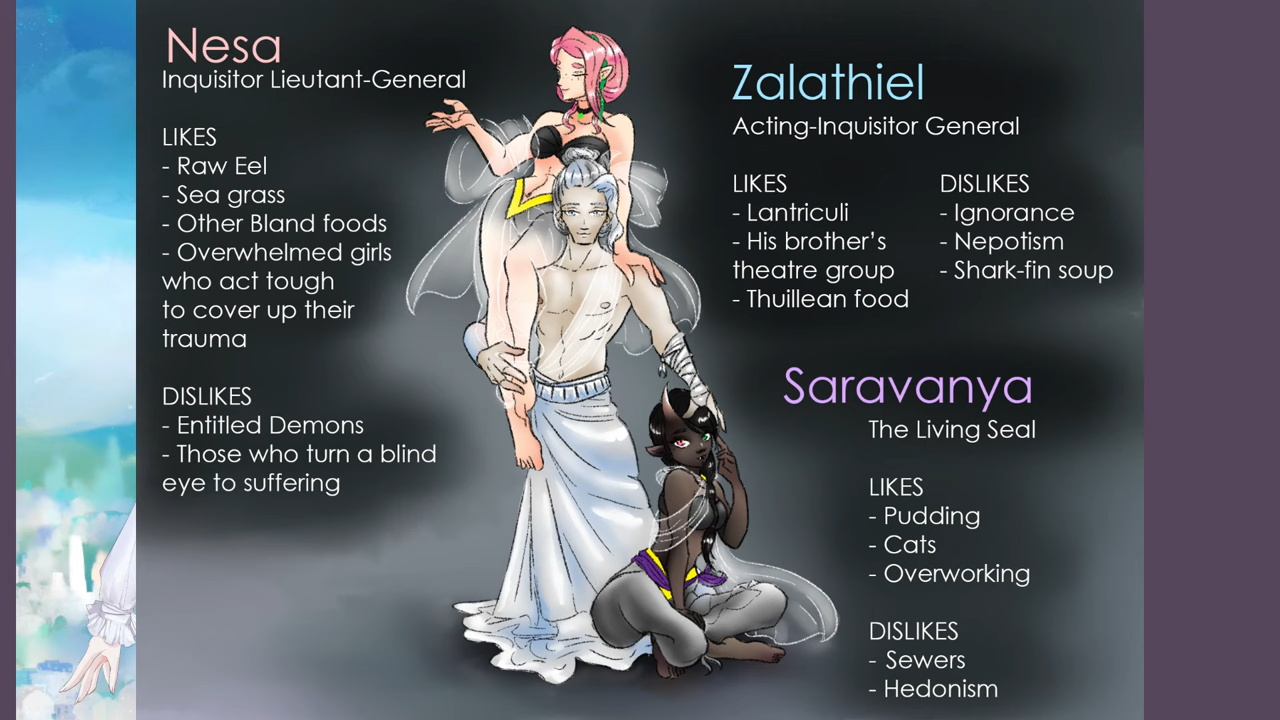 Nesa
Inquisitor Lieutant-General
LIKES
- Raw Eel
- Sea grass
- Other Bland foods
- Overwhelmed girls
who act tough
to cover up their
trauma
DISLIKES
- Entitled Demons
- Those who turn a blind
eye to suffering
Zalathiel
Acting-Inquisitor General
LIKES
- Lantriculi
- His brother’s
theatre group
- Thuillean food
DISLIKES
- Ignorance
- Nepotism
- Shark-fin soup
Saravanya
The Living Seal
LIKES
- Pudding
- Cats
- Overworking
DISLIKES
- Sewers
- Hedonism